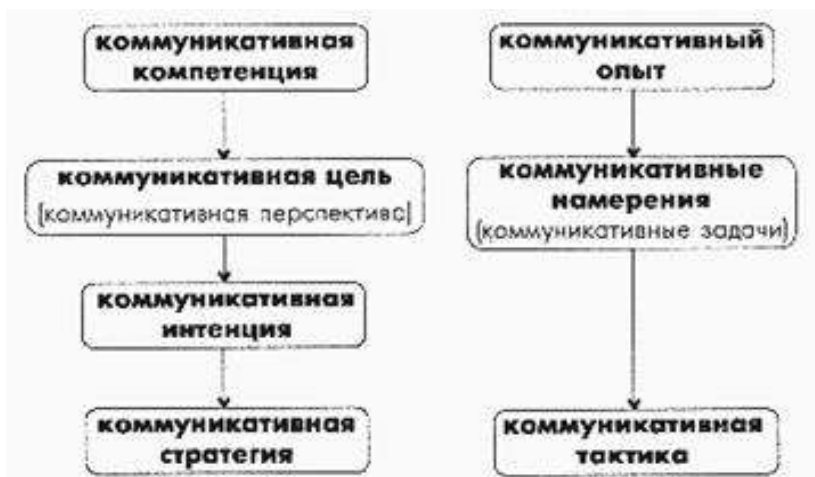 коммуникативная
компетенция
коммуникативная цель
(коммуникативная перспектива)
коммуникативная
интенция
коммуникативная
стратегия
коммуникативный
опыт
коммуникативные
намерения
(коммуникативные задачи)
коммуникативная
тактика